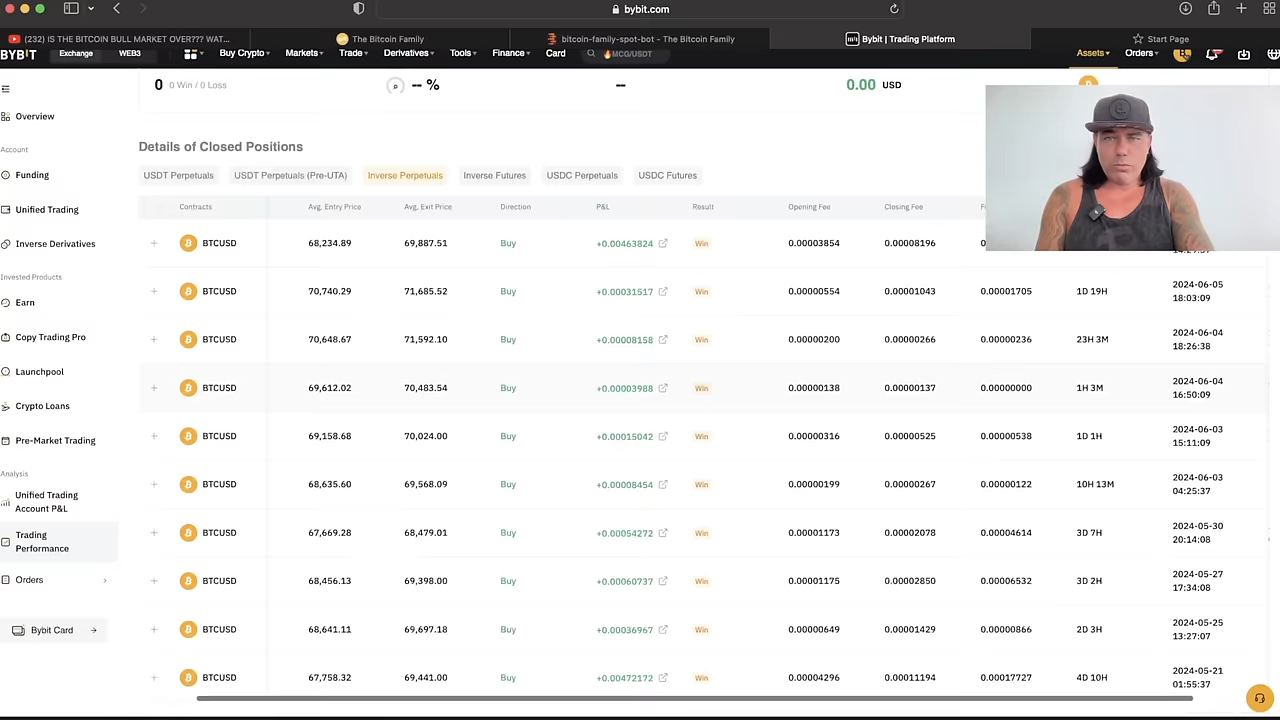 bybit.com
(232) IS THE BITCOIN BULL MARKET OVER??? WAT...
The Bitcoin Family
bitcoin-family-spot-bot – The Bitcoin Family
Bybit | Trading Platform
Start Page
BYBIT Exchange WEB3 Buy Crypto Markets Trade Derivatives Tools Finance Card MCG/USDT Assets Orders
0 0 Win / 0 Loss -- % -- 0.00 USD
Overview
Account
Funding
Unified Trading
Inverse Derivatives
Invested Products
Earn
Copy Trading Pro
Launchpool
Crypto Loans
Pre-Market Trading
Analysis
Unified Trading
Account P&L
Trading
Performance
Orders
Bybit Card
Details of Closed Positions
USDT Perpetuals USDT Perpetuals (Pre-UTA) Inverse Perpetuals Inverse Futures USDC Perpetuals USDC Futures
Contracts Avg. Entry Price Avg. Exit Price Direction P&L Result Opening Fee Closing Fee
BTCUSD 68,234.89 69,887.51 Buy +0.00463824 Win 0.00003854 0.00008196
BTCUSD 70,740.29 71,685.52 Buy +0.00031517 Win 0.00000554 0.00001043 0.00001705 1D 19H 2024-06-05
18:03:09
BTCUSD 70,648.67 71,592.10 Buy +0.00008158 Win 0.00000200 0.00000266 0.00000236 23H 3M 2024-06-04
18:26:38
BTCUSD 69,612.02 70,483.54 Buy +0.00003988 Win 0.00000138 0.00000137 0.00000000 1H 3M 2024-06-04
16:50:09
BTCUSD 69,158.68 70,024.00 Buy +0.00015042 Win 0.00000316 0.00000525 0.00000538 1D 1H 2024-06-03
15:11:09
BTCUSD 68,635.60 69,568.09 Buy +0.00008454 Win 0.00000199 0.00000267 0.00000122 10H 13M 2024-06-03
04:25:37
BTCUSD 67,669.28 68,479.01 Buy +0.00054272 Win 0.00001173 0.00002078 0.00004614 3D 7H 2024-05-30
20:14:08
BTCUSD 68,456.13 69,398.00 Buy +0.00060737 Win 0.00001175 0.00002850 0.00006532 3D 2H 2024-05-27
17:34:08
BTCUSD 68,641.11 69,697.18 Buy +0.00036967 Win 0.00000649 0.00001429 0.00000866 2D 3H 2024-05-25
13:27:07
BTCUSD 67,758.32 69,441.00 Buy +0.00472172 Win 0.00004296 0.00011194 0.00017727 4D 10H 2024-05-21
01:55:37